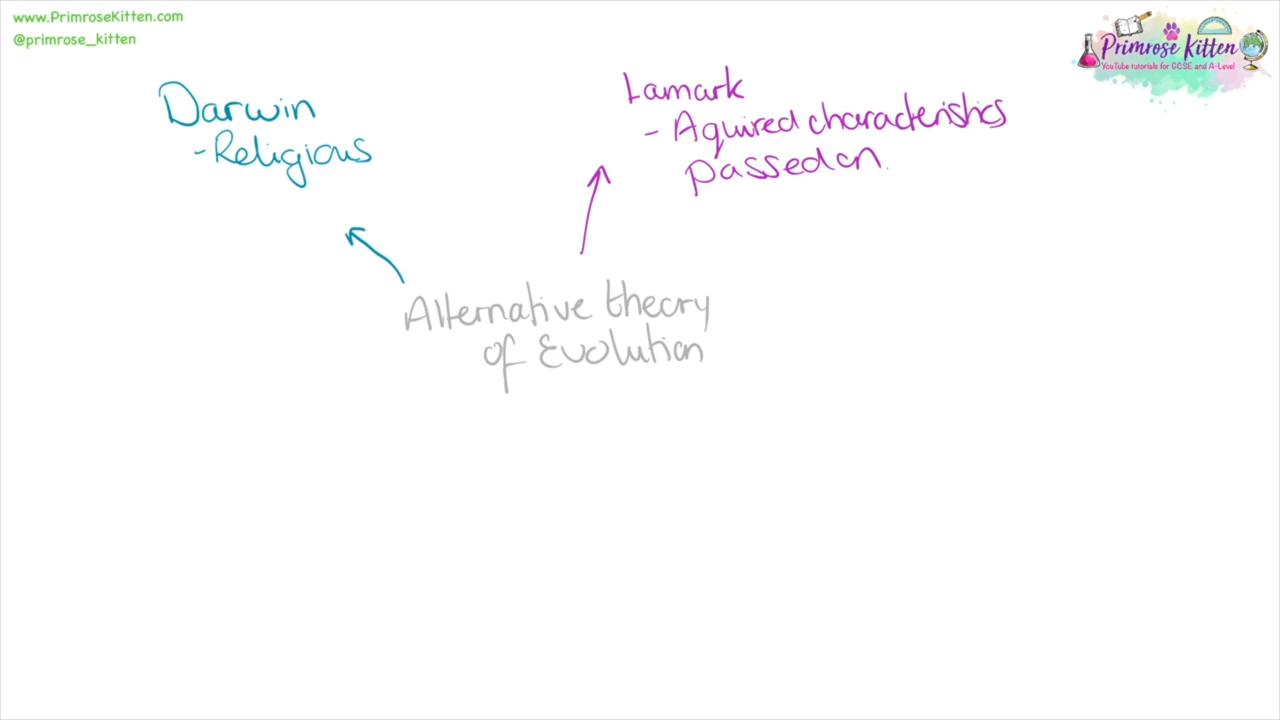 www.PrimroseKitten.com
@primrose_kitten
Primrose Kitten
YouTube tutorials for GCSE and A-Level
Darwin
-Religious
Lamark
- Aquired characteristics
passed on.
Alternative theory
of Evolution